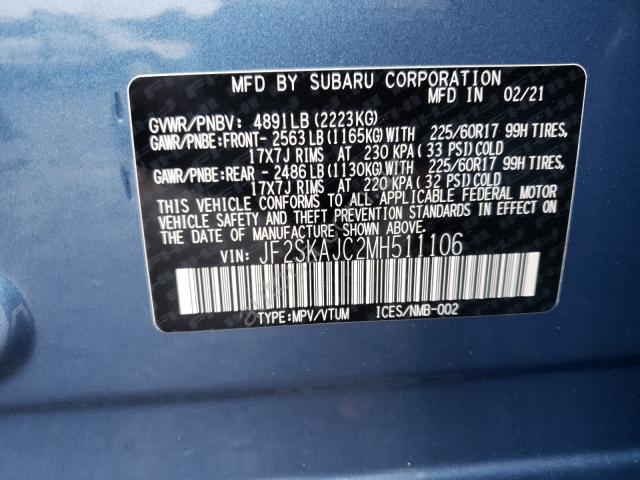 MFD BY SUBARU CORPORATION
MFD IN 02/21
GVWR/PNBV: 4891LB(2223KG)
GAWR/PNBE:FRONT- 2563LB(1165KG)WITH 225/60R17 99H TIRES,
17X7J RIMS AT 230 KPA(33 PSI)COLD
GAWR/PNBE:REAR - 2486LB(1130KG)WITH 225/60R17 99H TIRES,
17X7J RIMS AT 220 KPA(32 PSI)COLD
THIS VEHICLE CONFORMS TO ALL APPLICABLE FEDERAL MOTOR
VEHICLE SAFETY AND THEFT PREVENTION STANDARDS IN EFFECT
ON THE DATE OF MANUFACTURE SHOWN ABOVE.
VIN: JF2SKAJC2MH511106
TYPE:MPV/VTUM ICES/NMB-002